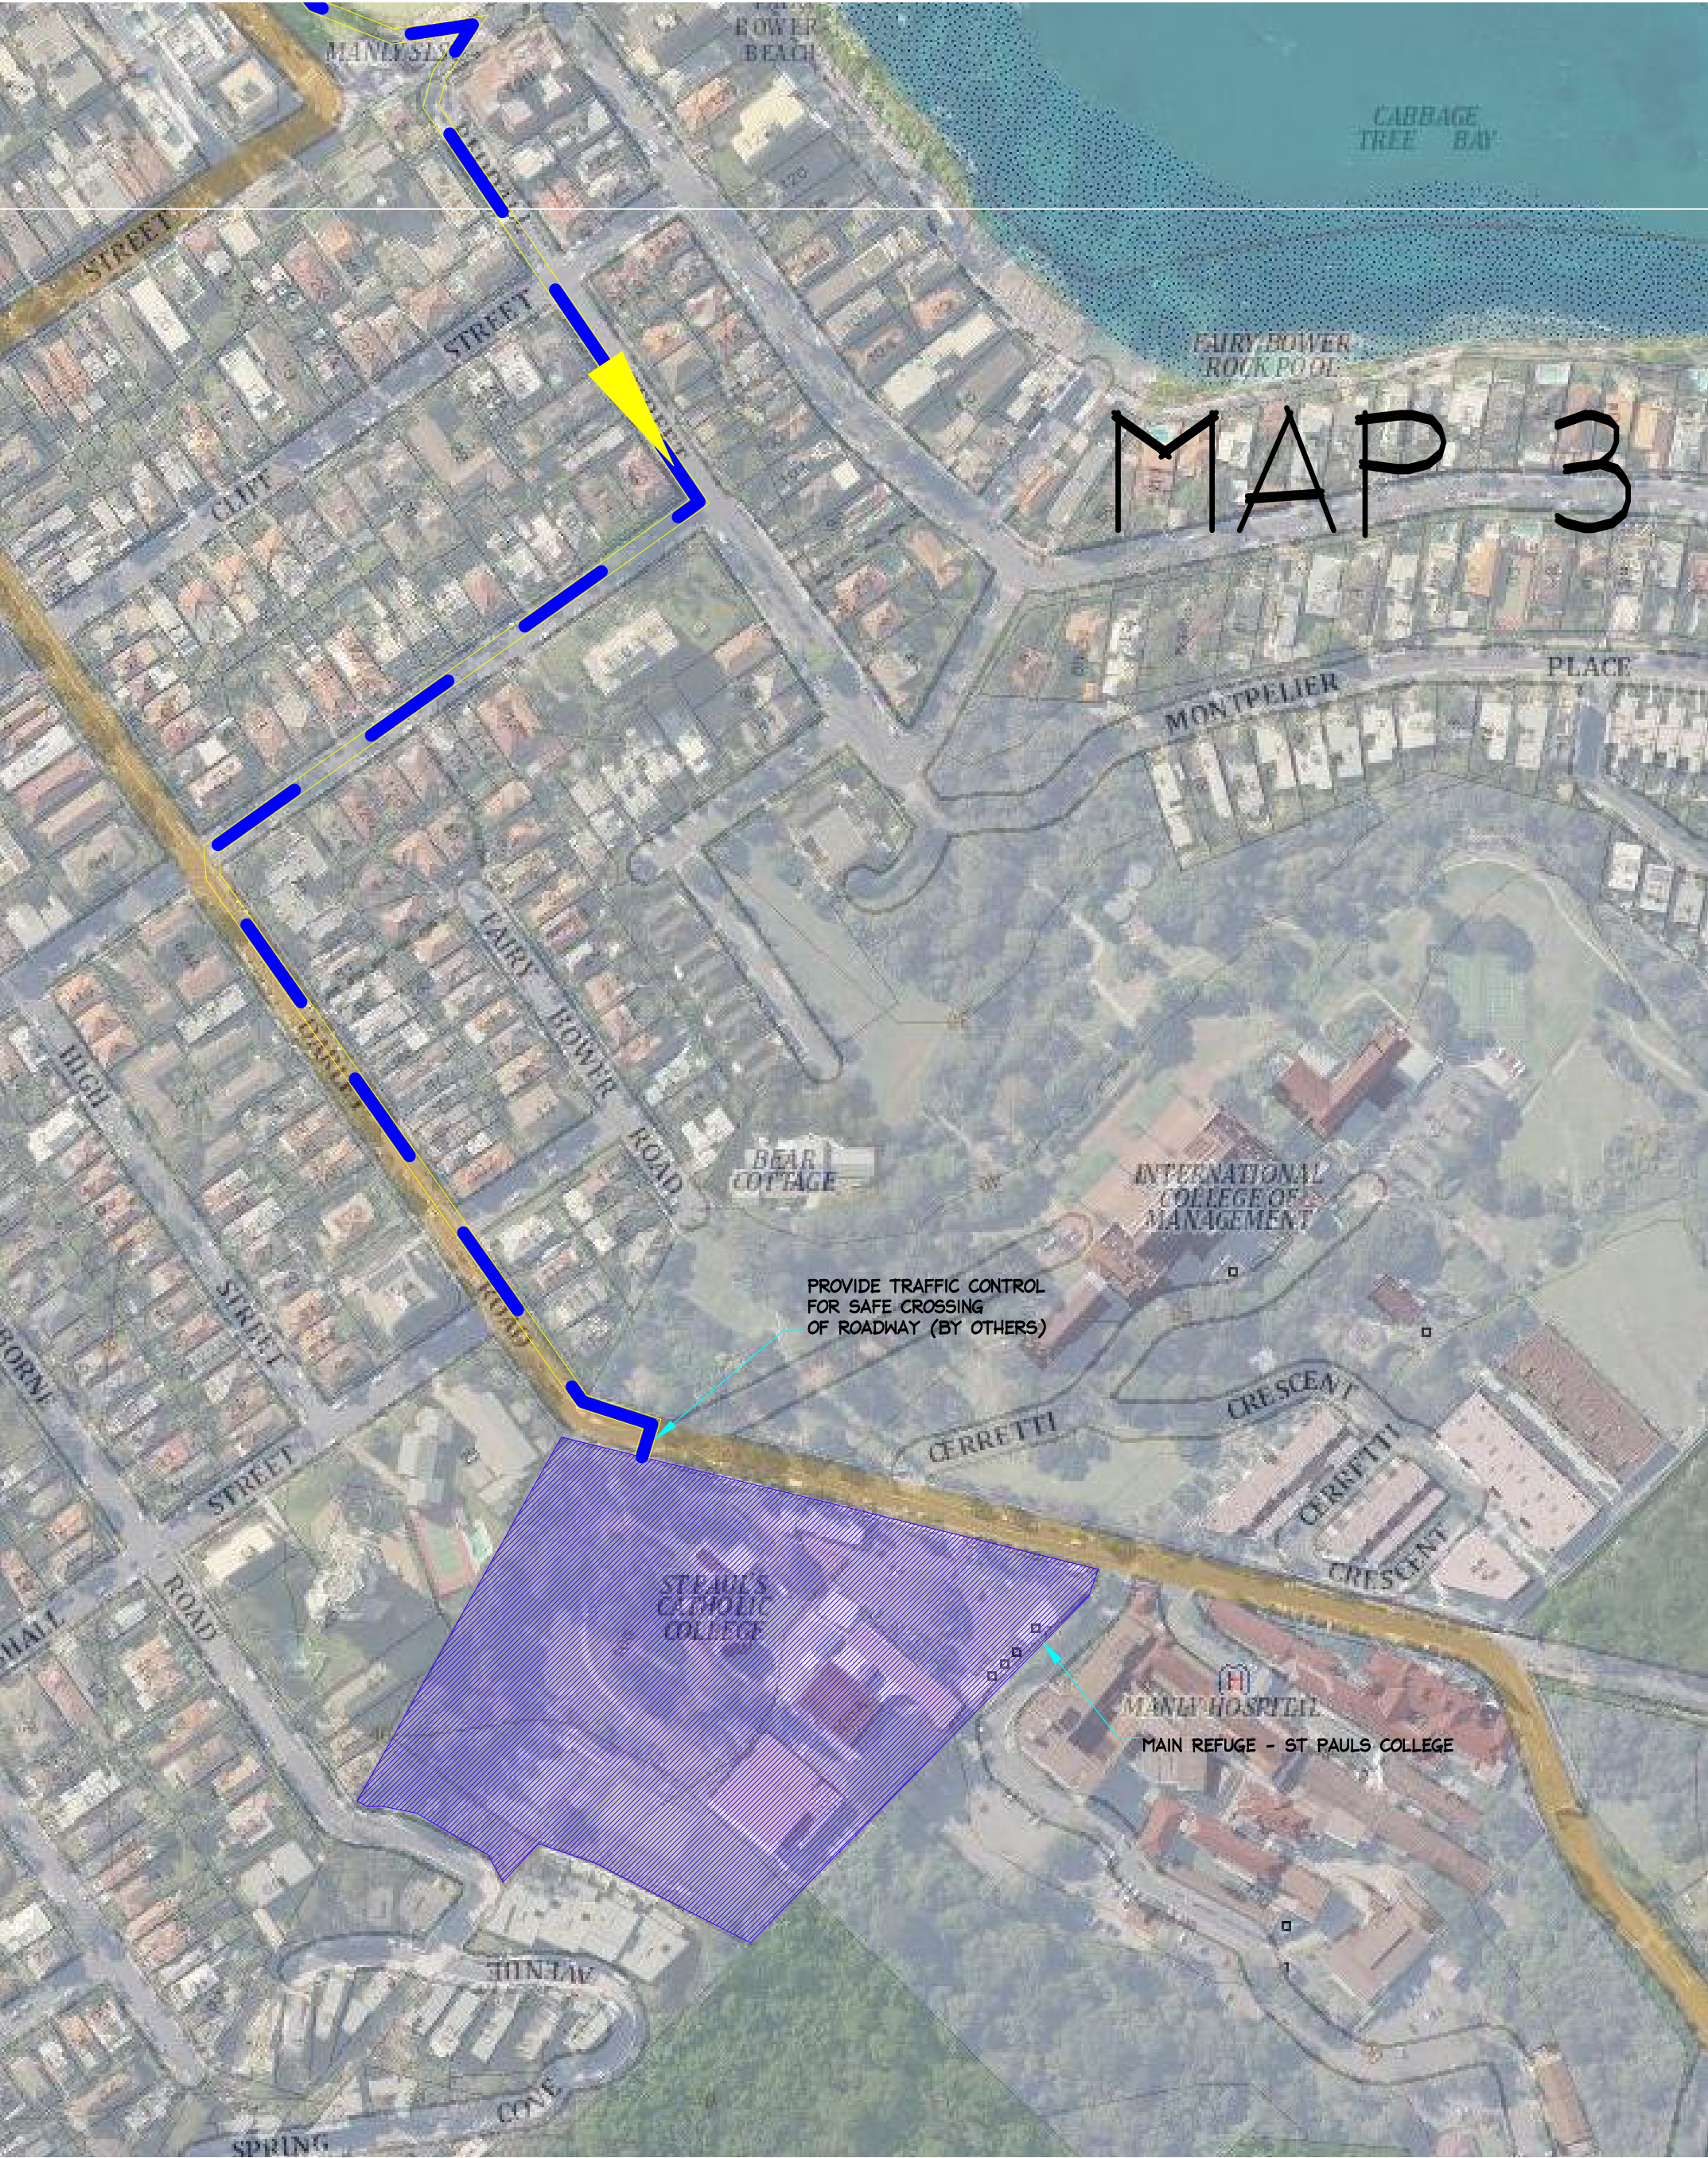 MANLY SLSC
BOWER
BEACH
CABBAGE
TREE BAY
STREET
STREET
FAIRY BOWER
ROCK POOL
MAP 3
CLIFF
MONTPELIER
PLACE
FAIRY
BOWER
ROAD
HIGH
STREET
DARLEY
ROAD
BEAR
COTTAGE
INTERNATIONAL
COLLEGE OF
MANAGEMENT
PROVIDE TRAFFIC CONTROL
FOR SAFE CROSSING
OF ROADWAY (BY OTHERS)
CERRETTI
CRESCENT
CERRETTI
CRESCENT
STREET
ROAD
ST PAUL'S
CATHOLIC
COLLEGE
H
MANLY HOSPITAL
MAIN REFUGE - ST PAULS COLLEGE
AVENUE
COVE
SPRING